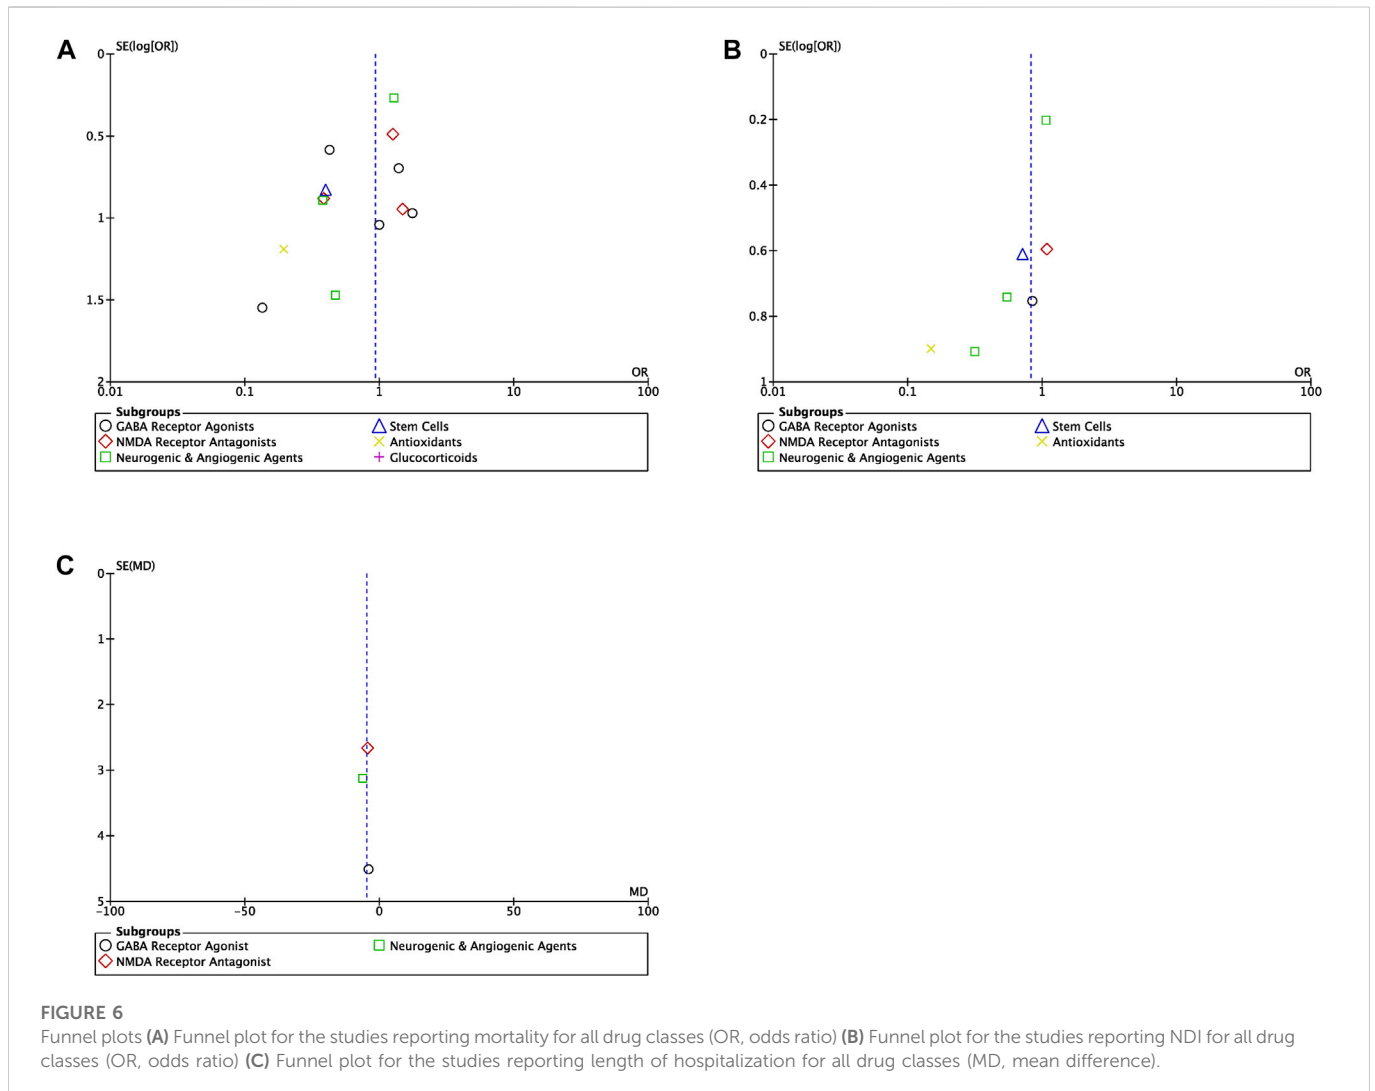 A
SE(log[OR])
0
0.5
1
1.5
2
0.01
0.1
1
10
100
OR
Subgroups
GABA Receptor Agonists
NMDA Receptor Antagonists
Neurogenic & Angiogenic Agents
Stem Cells
Antioxidants
Glucocorticoids
B
SE(log[OR])
0
0.2
0.4
0.6
0.8
1
0.01
0.1
1
10
100
OR
Subgroups
GABA Receptor Agonists
NMDA Receptor Antagonists
Neurogenic & Angiogenic Agents
Stem Cells
Antioxidants
C
SE(MD)
0
1
2
3
4
5
-100
-50
0
50
100
MD
Subgroups
GABA Receptor Agonist
NMDA Receptor Antagonist
Neurogenic & Angiogenic Agents
FIGURE 6
Funnel plots (A) Funnel plot for the studies reporting mortality for all drug classes (OR, odds ratio) (B) Funnel plot for the studies reporting NDI for all drug
classes (OR, odds ratio) (C) Funnel plot for the studies reporting length of hospitalization for all drug classes (MD, mean difference).